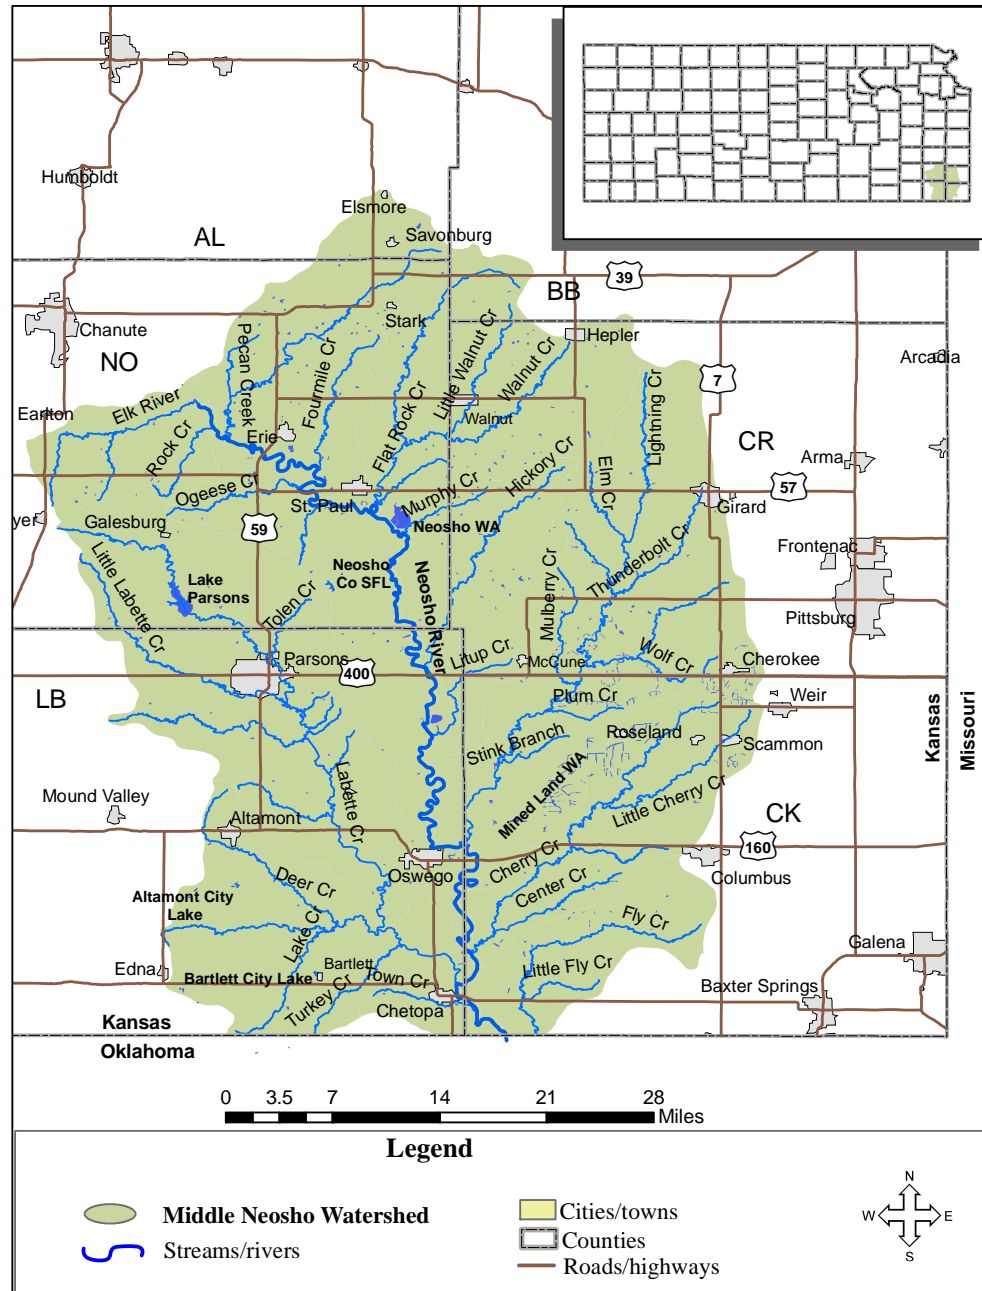 Humboldt
Elsmore
Savonburg
AL
39
BB
Stark
Chanute
Hepler
NO
Pecan Creek
Fourmile Cr
Flat Rock Cr
Little Walnut Cr
Walnut Cr
Arcadia
7
Lighning Cr
Earlton
Elk River
Rock Cr
Erie
Walnut
CR
Arma
Hickory Cr
Elm Cr
57
Ogeese Cr
St. Paul
Murphy Cr
Girard
yer
Galesburg
59
Neosho WA
Frontenac
Little Labette Cr
Lake
Parsons
Neosho
Co SFL
Neosho River
Mulberry Cr
Thunderbolt Cr
Tolen Cr
Pittsburg
Parsons
400
Litup Cr
McCune
Wolf Cr
Cherokee
LB
Plum Cr
Weir
Stink Branch
Roseland
Scammon
Kansas
Missouri
Labette Cr
Mined Land WA
Mound Valley
Altamont
Little Cherry Cr
CK
160
Oswego
Cherry Cr
Columbus
Deer Cr
Center Cr
Altamont City
Lake
Lake Cr
Fly Cr
Galena
Edna
Bartlett City Lake
Bartlett
Town Cr
Little Fly Cr
Turkey Cr
Chetopa
Baxter Springs
Kansas
Oklahoma
0 3.5 7 14 21 28
Miles
Legend
Middle Neosho Watershed
Streams/rivers
Cities/towns
Counties
Roads/highways
N
W E
S